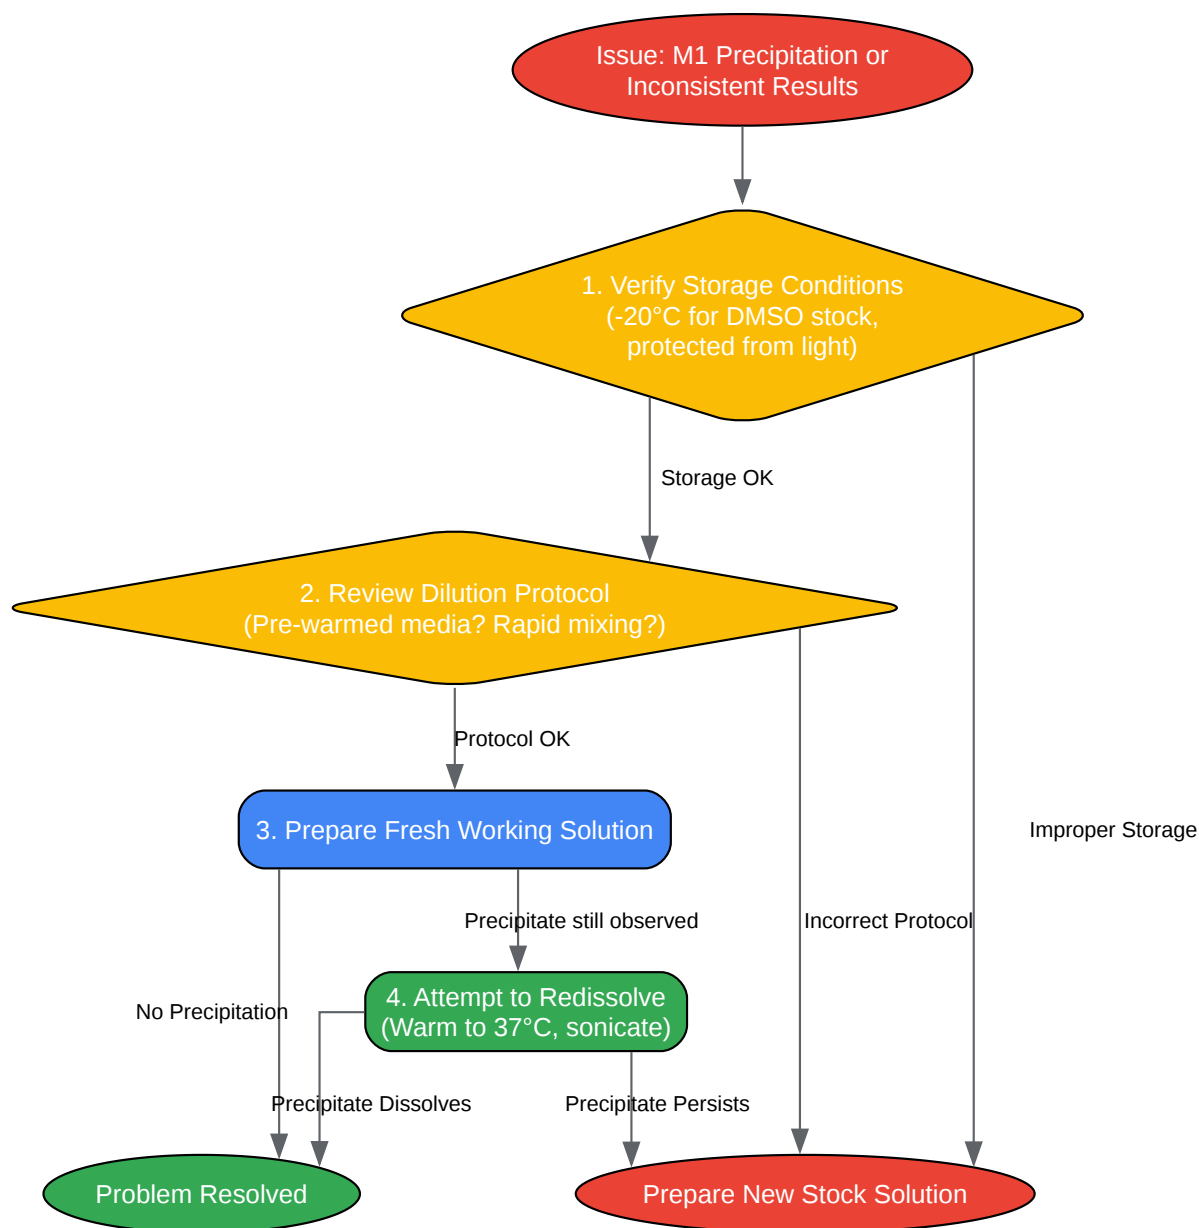 Issue: M1 Precipitation or
Inconsistent Results
1. Verify Storage Conditions
(-20°C for DMSO stock,
protected from light)
Storage OK
2. Review Dilution Protocol
(Pre-warmed media? Rapid mixing?)
Protocol OK
3. Prepare Fresh Working Solution
Improper Storage
Precipitate still observed
Incorrect Protocol
4. Attempt to Redissolve
(Warm to 37°C, sonicate)
No Precipitation
Precipitate Dissolves
Precipitate Persists
Problem Resolved
Prepare New Stock Solution